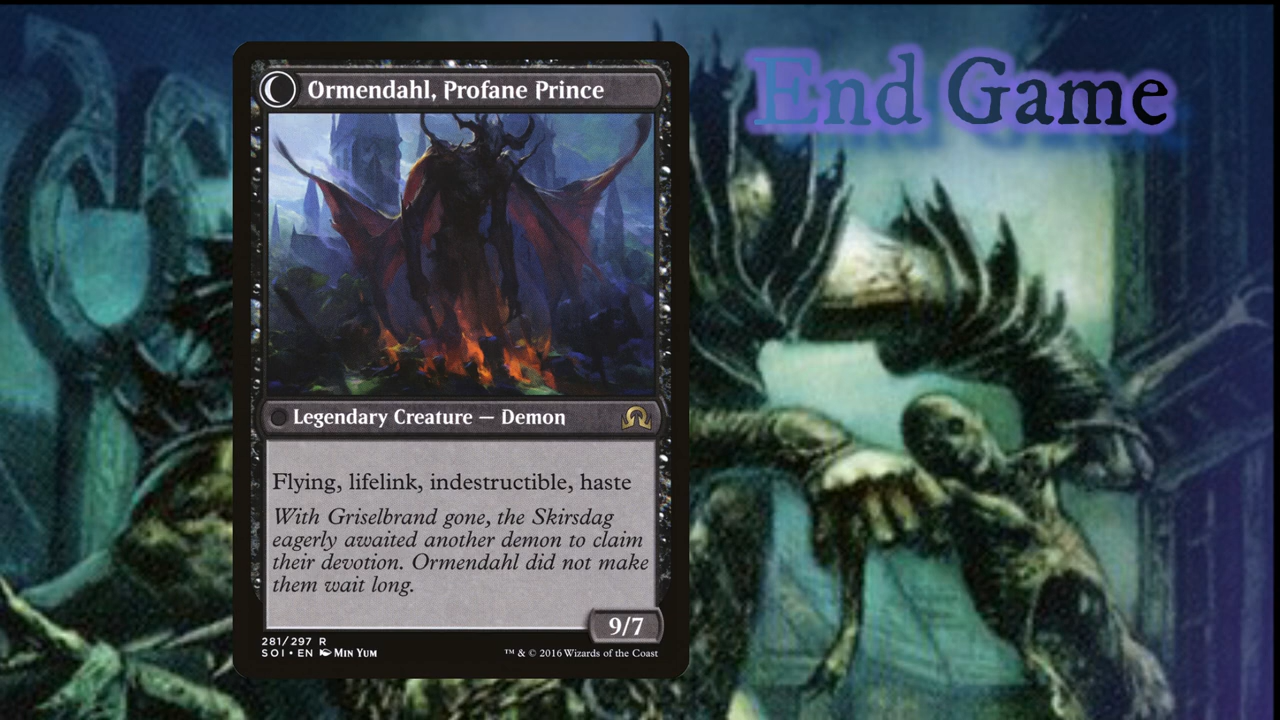 End Game
Ormendahl, Profane Prince
Legendary Creature — Demon
Flying, lifelink, indestructible, haste
With Griselbrand gone, the Skirsdag
eagerly awaited another demon to claim
their devotion. Ormendahl did not make
them wait long.
9/7
281/297 R
SOI • EN Min Yum
™ & © 2016 Wizards of the Coast